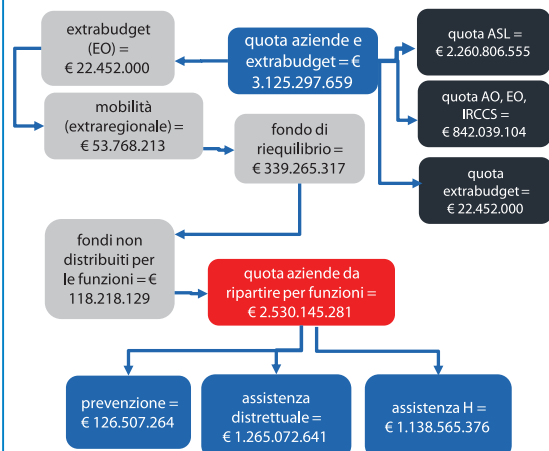 extrabudget
(EO) =
€ 22.452.000
quota aziende e
extrabudget = €
3.125.297.659
quota ASL=
€ 2.260.806.555
mobilità
(extraregionale) =
€ 53.768.213
fondo di
riequilibrio =
€ 339.265.317
quota AO, EO,
IRCCS =
€ 842.039.104
quota
extrabudget=
€ 22.452.000
fondi non
distribuiti per
le funzioni = €
118.218.129
quota aziende da
ripartire per funzioni =
€ 2.530.145.281
prevenzione =
€ 126.507.264
assistenza
distrettuale =
€ 1.265.072.641
assistenza H =
€ 1.138.565.376